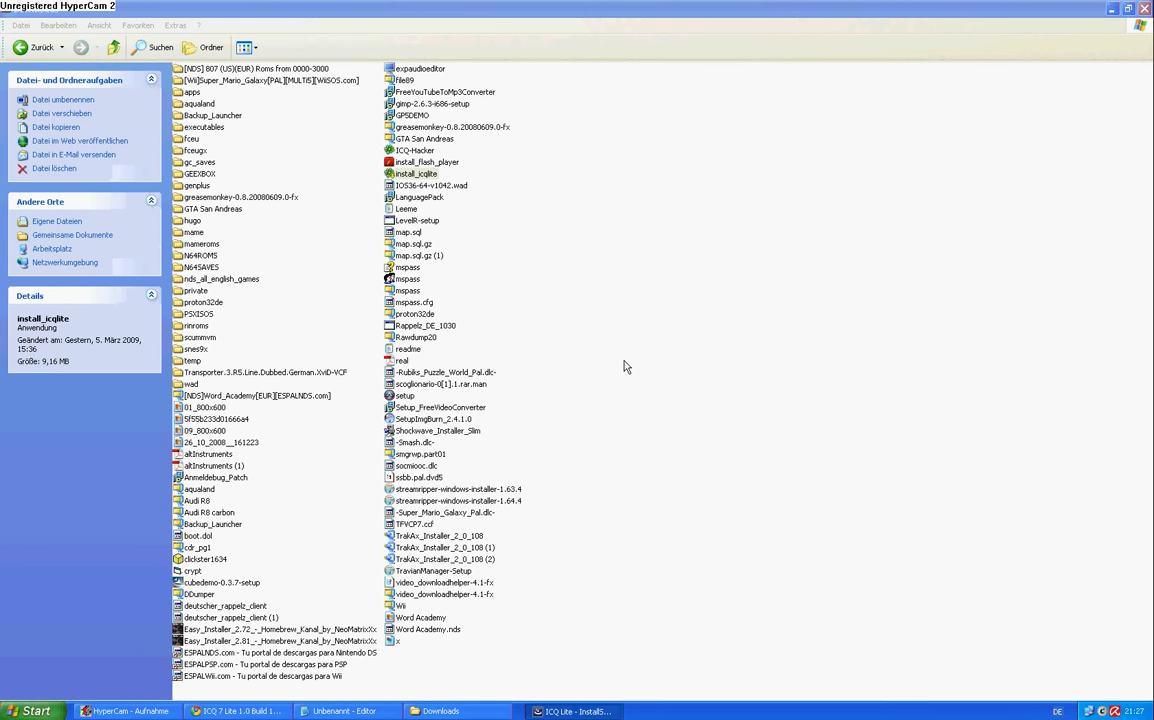 Unregistered HyperCam 2
Datei Bearbeiten Ansicht Favoriten Extras ?
Zurück Suchen Ordner
Datei- und Ordneraufgaben
Datei umbenennen
Datei verschieben
Datei kopieren
Datei im Web veröffentlichen
Datei in E-Mail versenden
Datei löschen
Andere Orte
Eigene Dateien
Gemeinsame Dokumente
Arbeitsplatz
Netzwerkumgebung
Details
install_icqlite
Anwendung
Geändert am: Gestern, 5. März 2009,
15:36
Größe: 9,16 MB
[NDS] 807 (US)(EUR) Roms from 0000-3000
[Wii]Super_Mario_Galaxy[PAL][MULTi5][WiiSOS.com]
apps
aqualand
Backup_Launcher
executables
fceu
fceugx
gc_saves
GEEXBOX
genplus
greasemonkey-0.8.20080609.0-fx
GTA San Andreas
hugo
mame
mameroms
N64ROMS
N64SAVES
nds_all_english_games
private
proton32de
PSXISOS
rinroms
scummvm
snes9x
temp
Transporter.3.R5.Line.Dubbed.German.XviD-VCF
wad
[NDS]Word_Academy[EUR][ESPALNDS.com]
01_800x600
5f55b233d01666a4
09_800x600
26_10_2008__161223
altInstruments
altInstruments (1)
Anmeldebug_Patch
aqualand
Audi R8
Audi R8 carbon
Backup_Launcher
boot.dol
cdr_pg1
clickster1634
crypt
cubedemo-0.3.7-setup
DDumper
deutscher_rappelz_client
deutscher_rappelz_client (1)
Easy_Installer_2.72_-_Homebrew_Kanal_by_NeoMatrixXx
Easy_Installer_2.81_-_Homebrew_Kanal_by_NeoMatrixXx
ESPALNDS.com - Tu portal de descargas para Nintendo DS
ESPALPSP.com - Tu portal de descargas para PSP
ESPALWii.com - Tu portal de descargas para Wii
expaudioeditor
file89
FreeYouTubeToMp3Converter
gimp-2.6.3-i686-setup
GP5DEMO
greasemonkey-0.8.20080609.0-fx
GTA San Andreas
ICQ-Hacker
install_flash_player
install_icqlite
IOS36-64-v1042.wad
LanguagePack
Leeme
LevelR-setup
map.sql
map.sql.gz
map.sql.gz (1)
mspass
mspass
mspass
mspass.cfg
proton32de
Rappelz_DE_1030
Rawdump20
readme
real
-Rubiks_Puzzle_World_Pal.dlc-
scoglionario-0[1].1.rar.man
setup
Setup_FreeVideoConverter
SetupImgBurn_2.4.1.0
Shockwave_Installer_Slim
-Smash.dlc-
smgrwp.part01
socmiooc.dlc
ssbb.pal.dvd5
streamripper-windows-installer-1.63.4
streamripper-windows-installer-1.64.4
-Super_Mario_Galaxy_Pal.dlc-
TFVCP7.ccf
TrakAx_Installer_2_0_108
TrakAx_Installer_2_0_108 (1)
TrakAx_Installer_2_0_108 (2)
TravianManager-Setup
video_downloadhelper-4.1-fx
video_downloadhelper-4.1-fx
Wii
Word Academy
Word Academy.nds
x
Start
HyperCam - Aufnahme
ICQ 7 Lite 1.0 Build 1...
Unbenannt - Editor
Downloads
ICQ Lite - InstallS...
DE
21:27